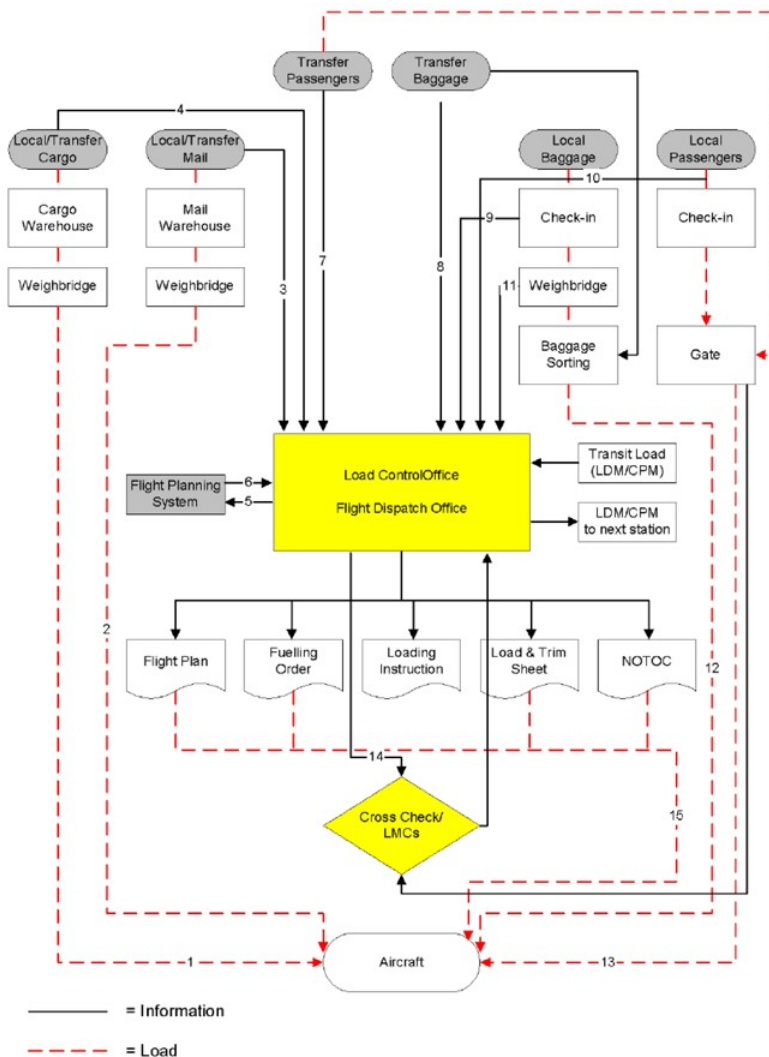 Transfer
Passengers
Transfer
Baggage
4
Local/Transfer
Cargo
Local/Transfer
Mail
Local
Baggage
Local
Passengers
10
Cargo
Warehouse
Mail
Warehouse
Check-in
Check-in
9
7
8
3
11
Weighbridge
Weighbridge
Weighbridge
Baggage
Sorting
Gate
Load ControlOffice
Flight Dispatch Office
Flight Planning
System
6
5
Transit Load
(LDM/CPM)
LDM/CPM
to next station
2
12
Flight Plan
Fuelling
Order
Loading
Instruction
Load & Trim
Sheet
NOTOC
14
15
Cross Check/
LMCs
1
Aircraft
13
= Information
= Load